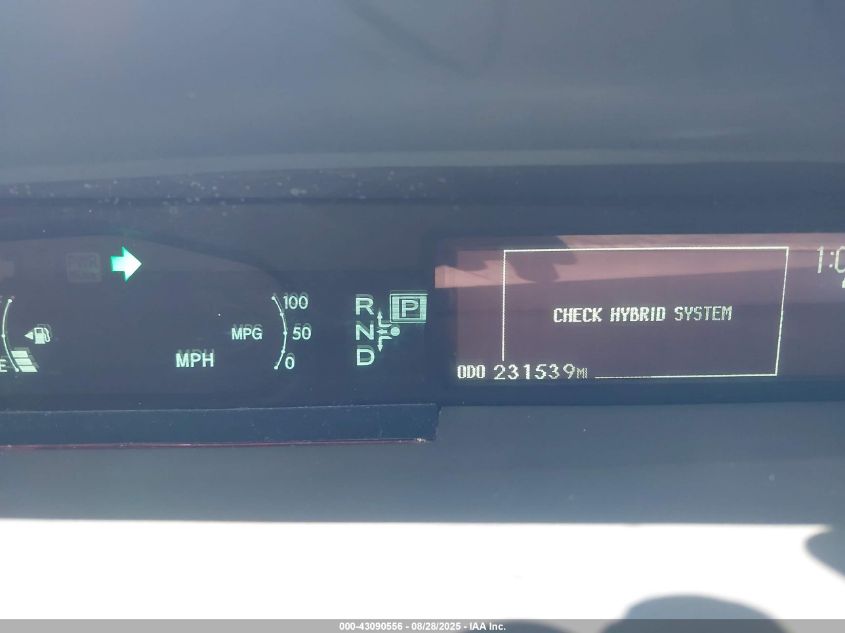 100
MPG 50
0
MPH
E
R
P
N
D
CHECK HYBRID SYSTEM
ODO 231539MI
000-43090556 - 08/28/2025 - IAA Inc.